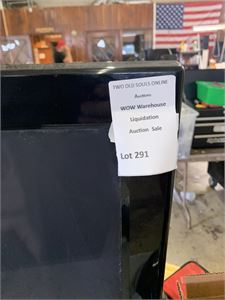 TWO OLD SOULS ONLINE
Auctions
WOW Warehouse
Liquidation
Auction Sale
Lot 291